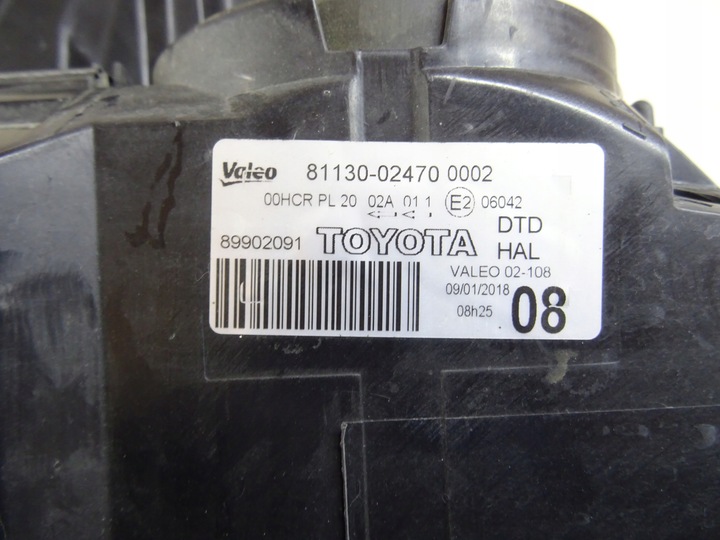 Valeo 81130-02470 0002
00HCR PL 20 02A 01 1 E2 06042
89902091 TOYOTA DTD
HAL
VALEO 02-108
09/01/2018 08
08h25